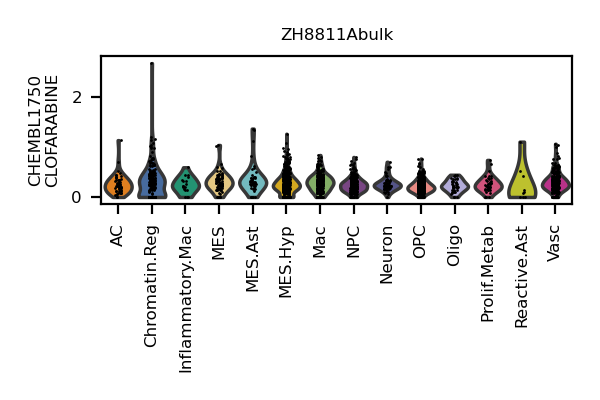 ZH8811Abulk
CHEMBL1750
CLOFARABINE
2
0
AC
Chromatin.Reg
Inflammatory.Mac
MES
MES.Ast
MES.Hyp
Mac
NPC
Neuron
OPC
Oligo
Prolif.Metab
Reactive.Ast
Vasc